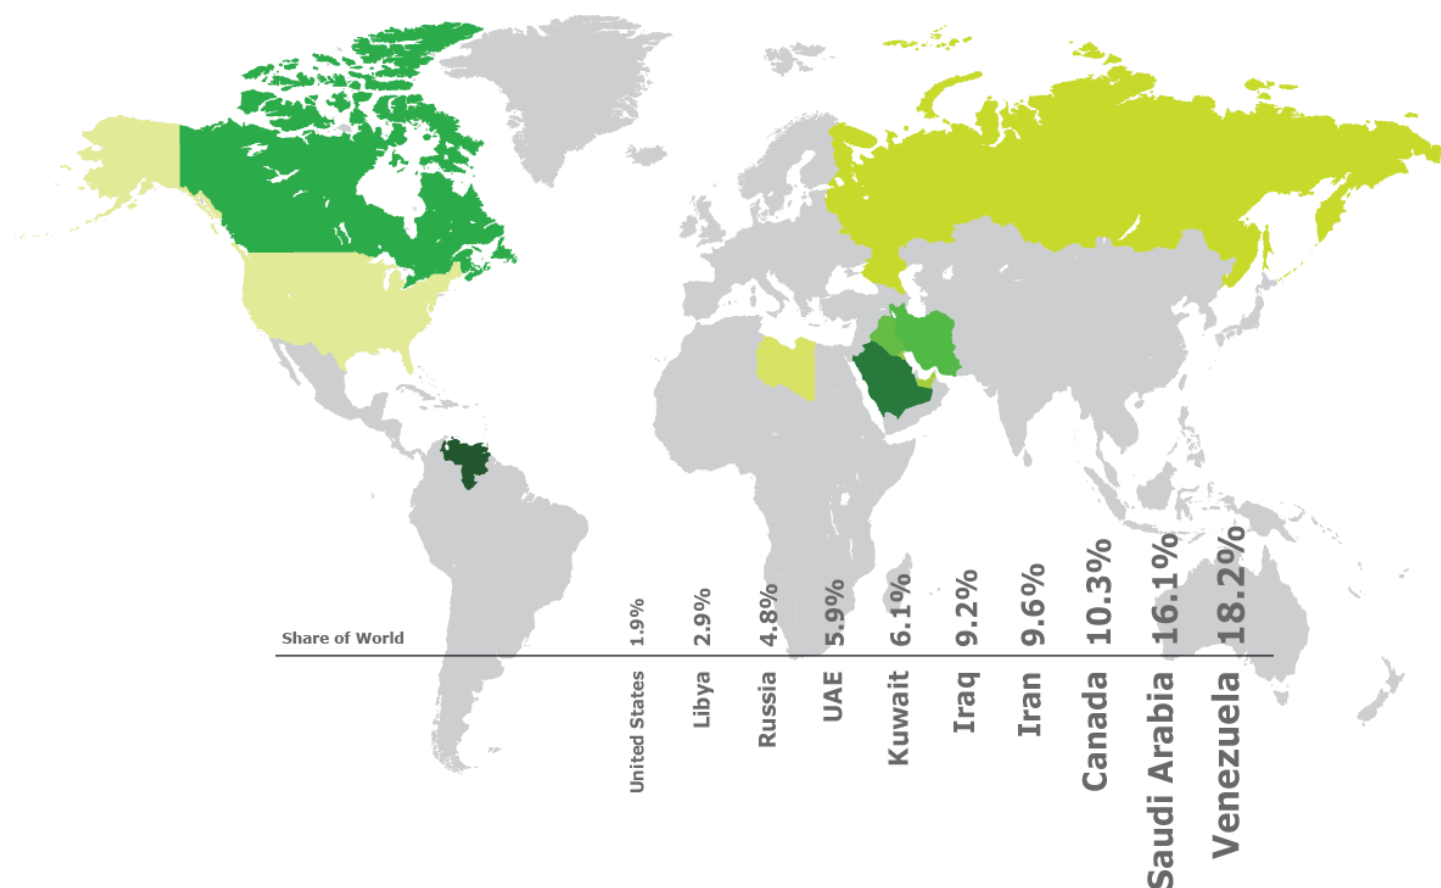 Share of World
1.9%
2.9%
4.8%
5.9%
6.1%
9.2%
9.6%
10.3%
16.1%
18.2%
United States
Libya
Russia
UAE
Kuwait
Iraq
Iran
Canada
Saudi Arabia
Venezuela